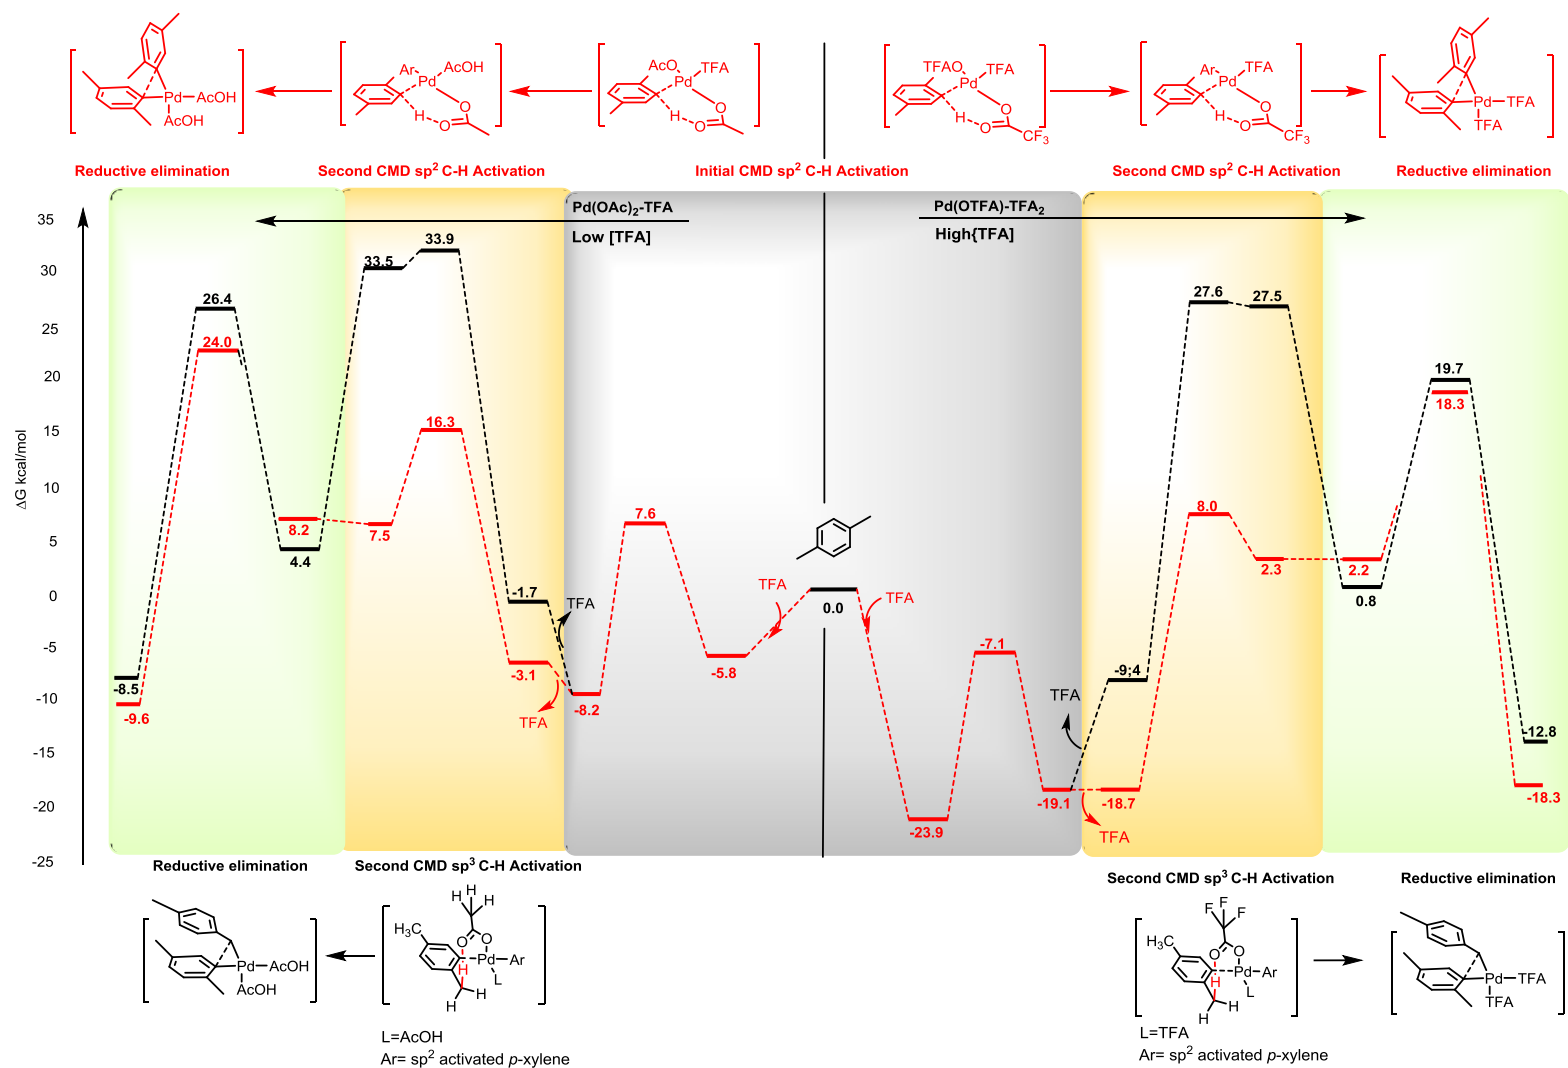 AcOH
AcOH
Pd
Ar
AcOH
Pd
O
H
O
AcO
TFA
Pd
O
H
O
TFAO
TFA
Pd
O
H
O
CF3
Ar
TFA
Pd
O
H
O
CF3
Pd
TFA
TFA
Reductive elimination
Second CMD sp2 C-H Activation
Initial CMD sp2 C-H Activation
Second CMD sp2 C-H Activation
Reductive elimination
Pd(OAc)2-TFA
Low [TFA]
Pd(OTFA)-TFA2
High{TFA]
ΔG kcal/mol
35
30
25
20
15
10
5
0
-5
-10
-15
-20
-25
26.4
24.0
33.5
33.9
16.3
8.2
7.5
4.4
-1.7
-3.1
-8.5
-9.6
TFA
TFA
-8.2
7.6
-5.8
TFA
0.0
TFA
-23.9
-7.1
-19.1
TFA
-9;4
-18.7
TFA
27.6
27.5
8.0
2.3
2.2
0.8
19.7
18.3
-12.8
-18.3
Reductive elimination
Second CMD sp3 C-H Activation
Second CMD sp3 C-H Activation
Reductive elimination
Pd
AcOH
AcOH
H
H
H
H3C
O
O
H
Pd
Ar
L
H
H
L=AcOH
Ar= sp2 activated p-xylene
F
F
F
H3C
O
O
H
Pd
Ar
L
H
H
L=TFA
Ar= sp2 activated p-xylene
Pd
TFA
TFA